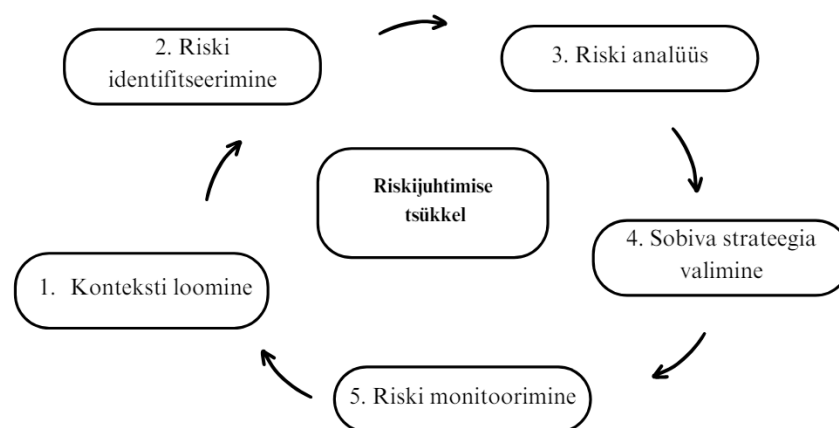 2. Riski
identifitseerimine
3. Riski analüüs
Riskijuhtimise
tsükkel
4. Sobiva strateegia
valimine
1. Konteksti loomine
5. Riski monitoorimine